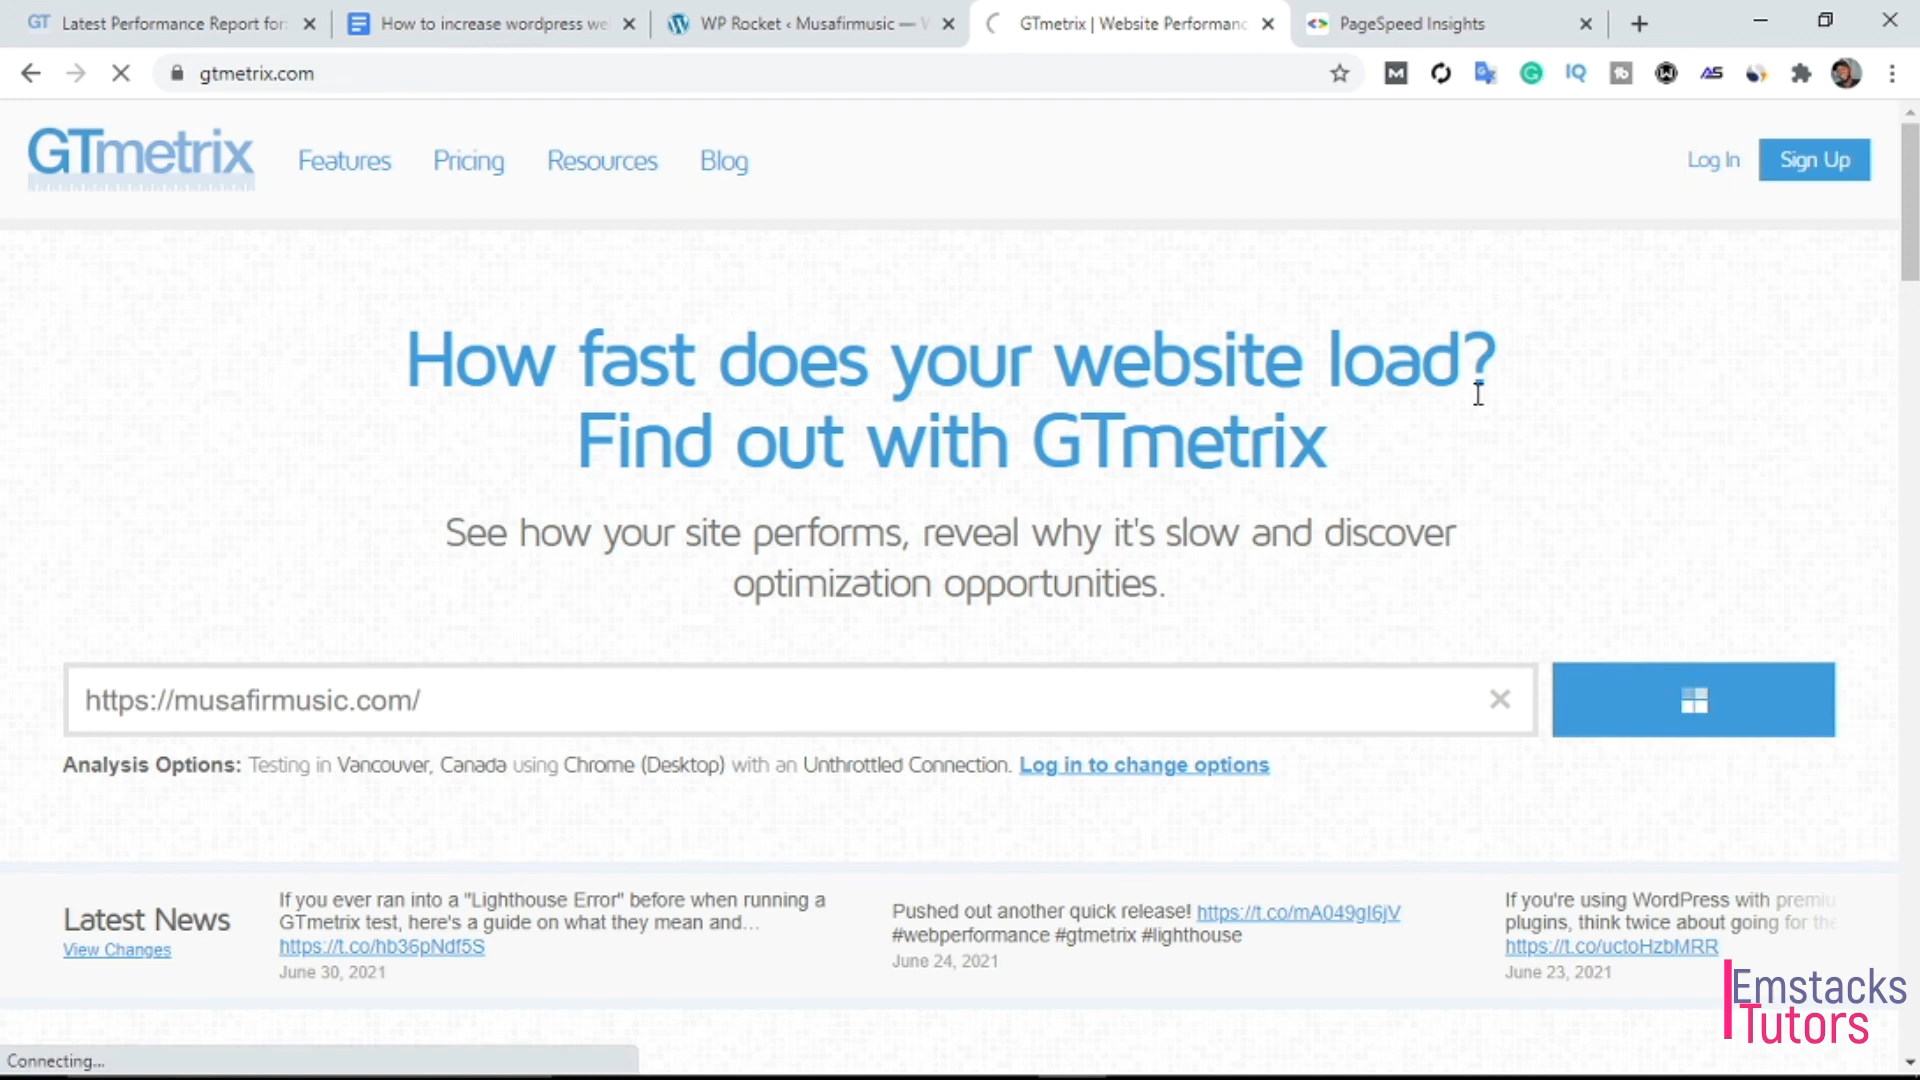 GT Latest Performance Report for:
How to increase wordpress we
WP Rocket ‹ Musafirmusic —
GTmetrix | Website Performanc
PageSpeed Insights
gtmetrix.com
GTmetrix
Features
Pricing
Resources
Blog
Log In
Sign Up
How fast does your website load?
Find out with GTmetrix
See how your site performs, reveal why it's slow and discover
optimization opportunities.
https://musafirmusic.com/
Analysis Options: Testing in Vancouver, Canada using Chrome (Desktop) with an Unthrottled Connection. Log in to change options
Latest News
View Changes
If you ever ran into a "Lighthouse Error" before when running a
GTmetrix test, here's a guide on what they mean and...
https://t.co/hb36pNdf5S
June 30, 2021
Pushed out another quick release! https://t.co/mA049gI6jV
#webperformance #gtmetrix #lighthouse
June 24, 2021
If you're using WordPress with premiu
plugins, think twice about going for the
https://t.co/uctoHzbMRR
June 23, 2021
Emstacks
Tutors
Connecting...